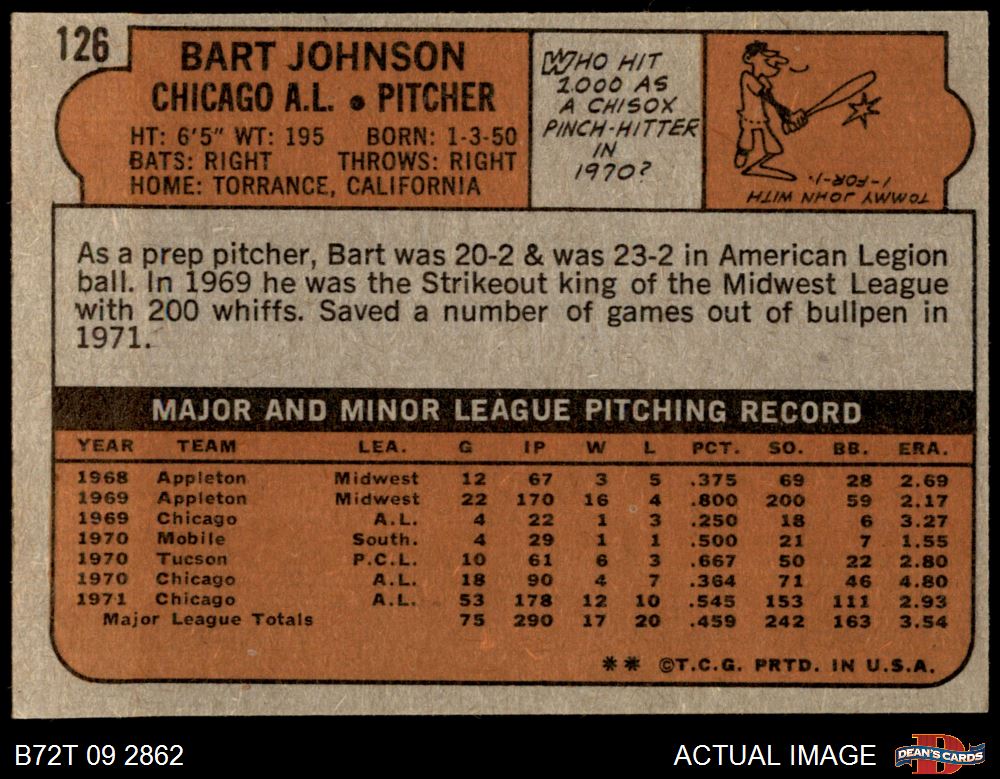 126
BART JOHNSON
CHICAGO A.L. • PITCHER
HT: 6'5" WT: 195 BORN: 1-3-50
BATS: RIGHT THROWS: RIGHT
HOME: TORRANCE, CALIFORNIA
WHO HIT
1.000 AS
A CHISOX
PINCH-HITTER
IN
1970?
TOMMY JOHN WITH
1-FOR-1.
As a prep pitcher, Bart was 20-2 & was 23-2 in American Legion
ball. In 1969 he was the Strikeout king of the Midwest League
with 200 whiffs. Saved a number of games out of bullpen in
1971.
MAJOR AND MINOR LEAGUE PITCHING RECORD
YEAR TEAM LEA. G IP W L PCT. SO. BB. ERA.
1968 Appleton Midwest 12 67 3 5 .375 69 28 2.69
1969 Appleton Midwest 22 170 16 4 .800 200 59 2.17
1969 Chicago A.L. 4 22 1 3 .250 18 6 3.27
1970 Mobile South. 4 29 1 1 .500 21 7 1.55
1970 Tucson P.C.L. 10 61 6 3 .667 50 22 2.80
1970 Chicago A.L. 18 90 4 7 .364 71 46 4.80
1971 Chicago A.L. 53 178 12 10 .545 153 111 2.93
Major League Totals 75 290 17 20 .459 242 163 3.54
** ©T.C.G. PRTD. IN U.S.A.
B72T 09 2862
ACTUAL IMAGE
DEAN'S CARDS